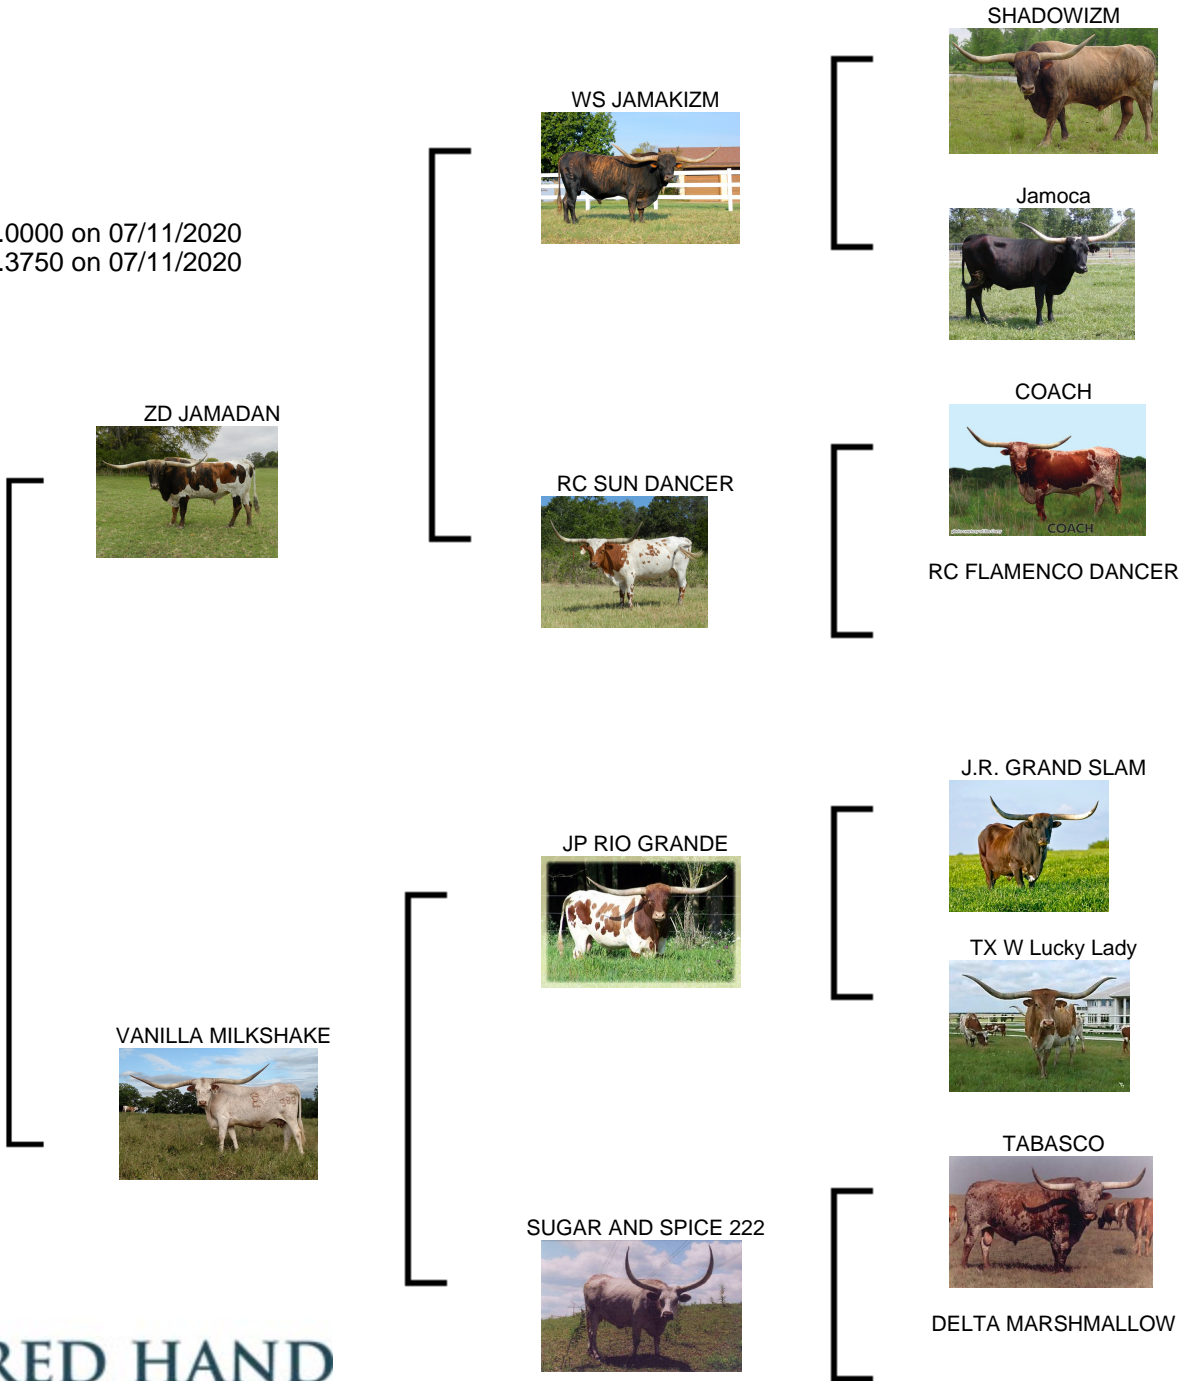 SHADOWIZM
WS JAMAKIZM
Jamoca
.0000 on 07/11/2020
.3750 on 07/11/2020
COACH
ZD JAMADAN
RC SUN DANCER
COACH
RC FLAMENCO DANCER
J.R. GRAND SLAM
JP RIO GRANDE
TX W Lucky Lady
VANILLA MILKSHAKE
TABASCO
SUGAR AND SPICE 222
DELTA MARSHMALLOW
RED HAND